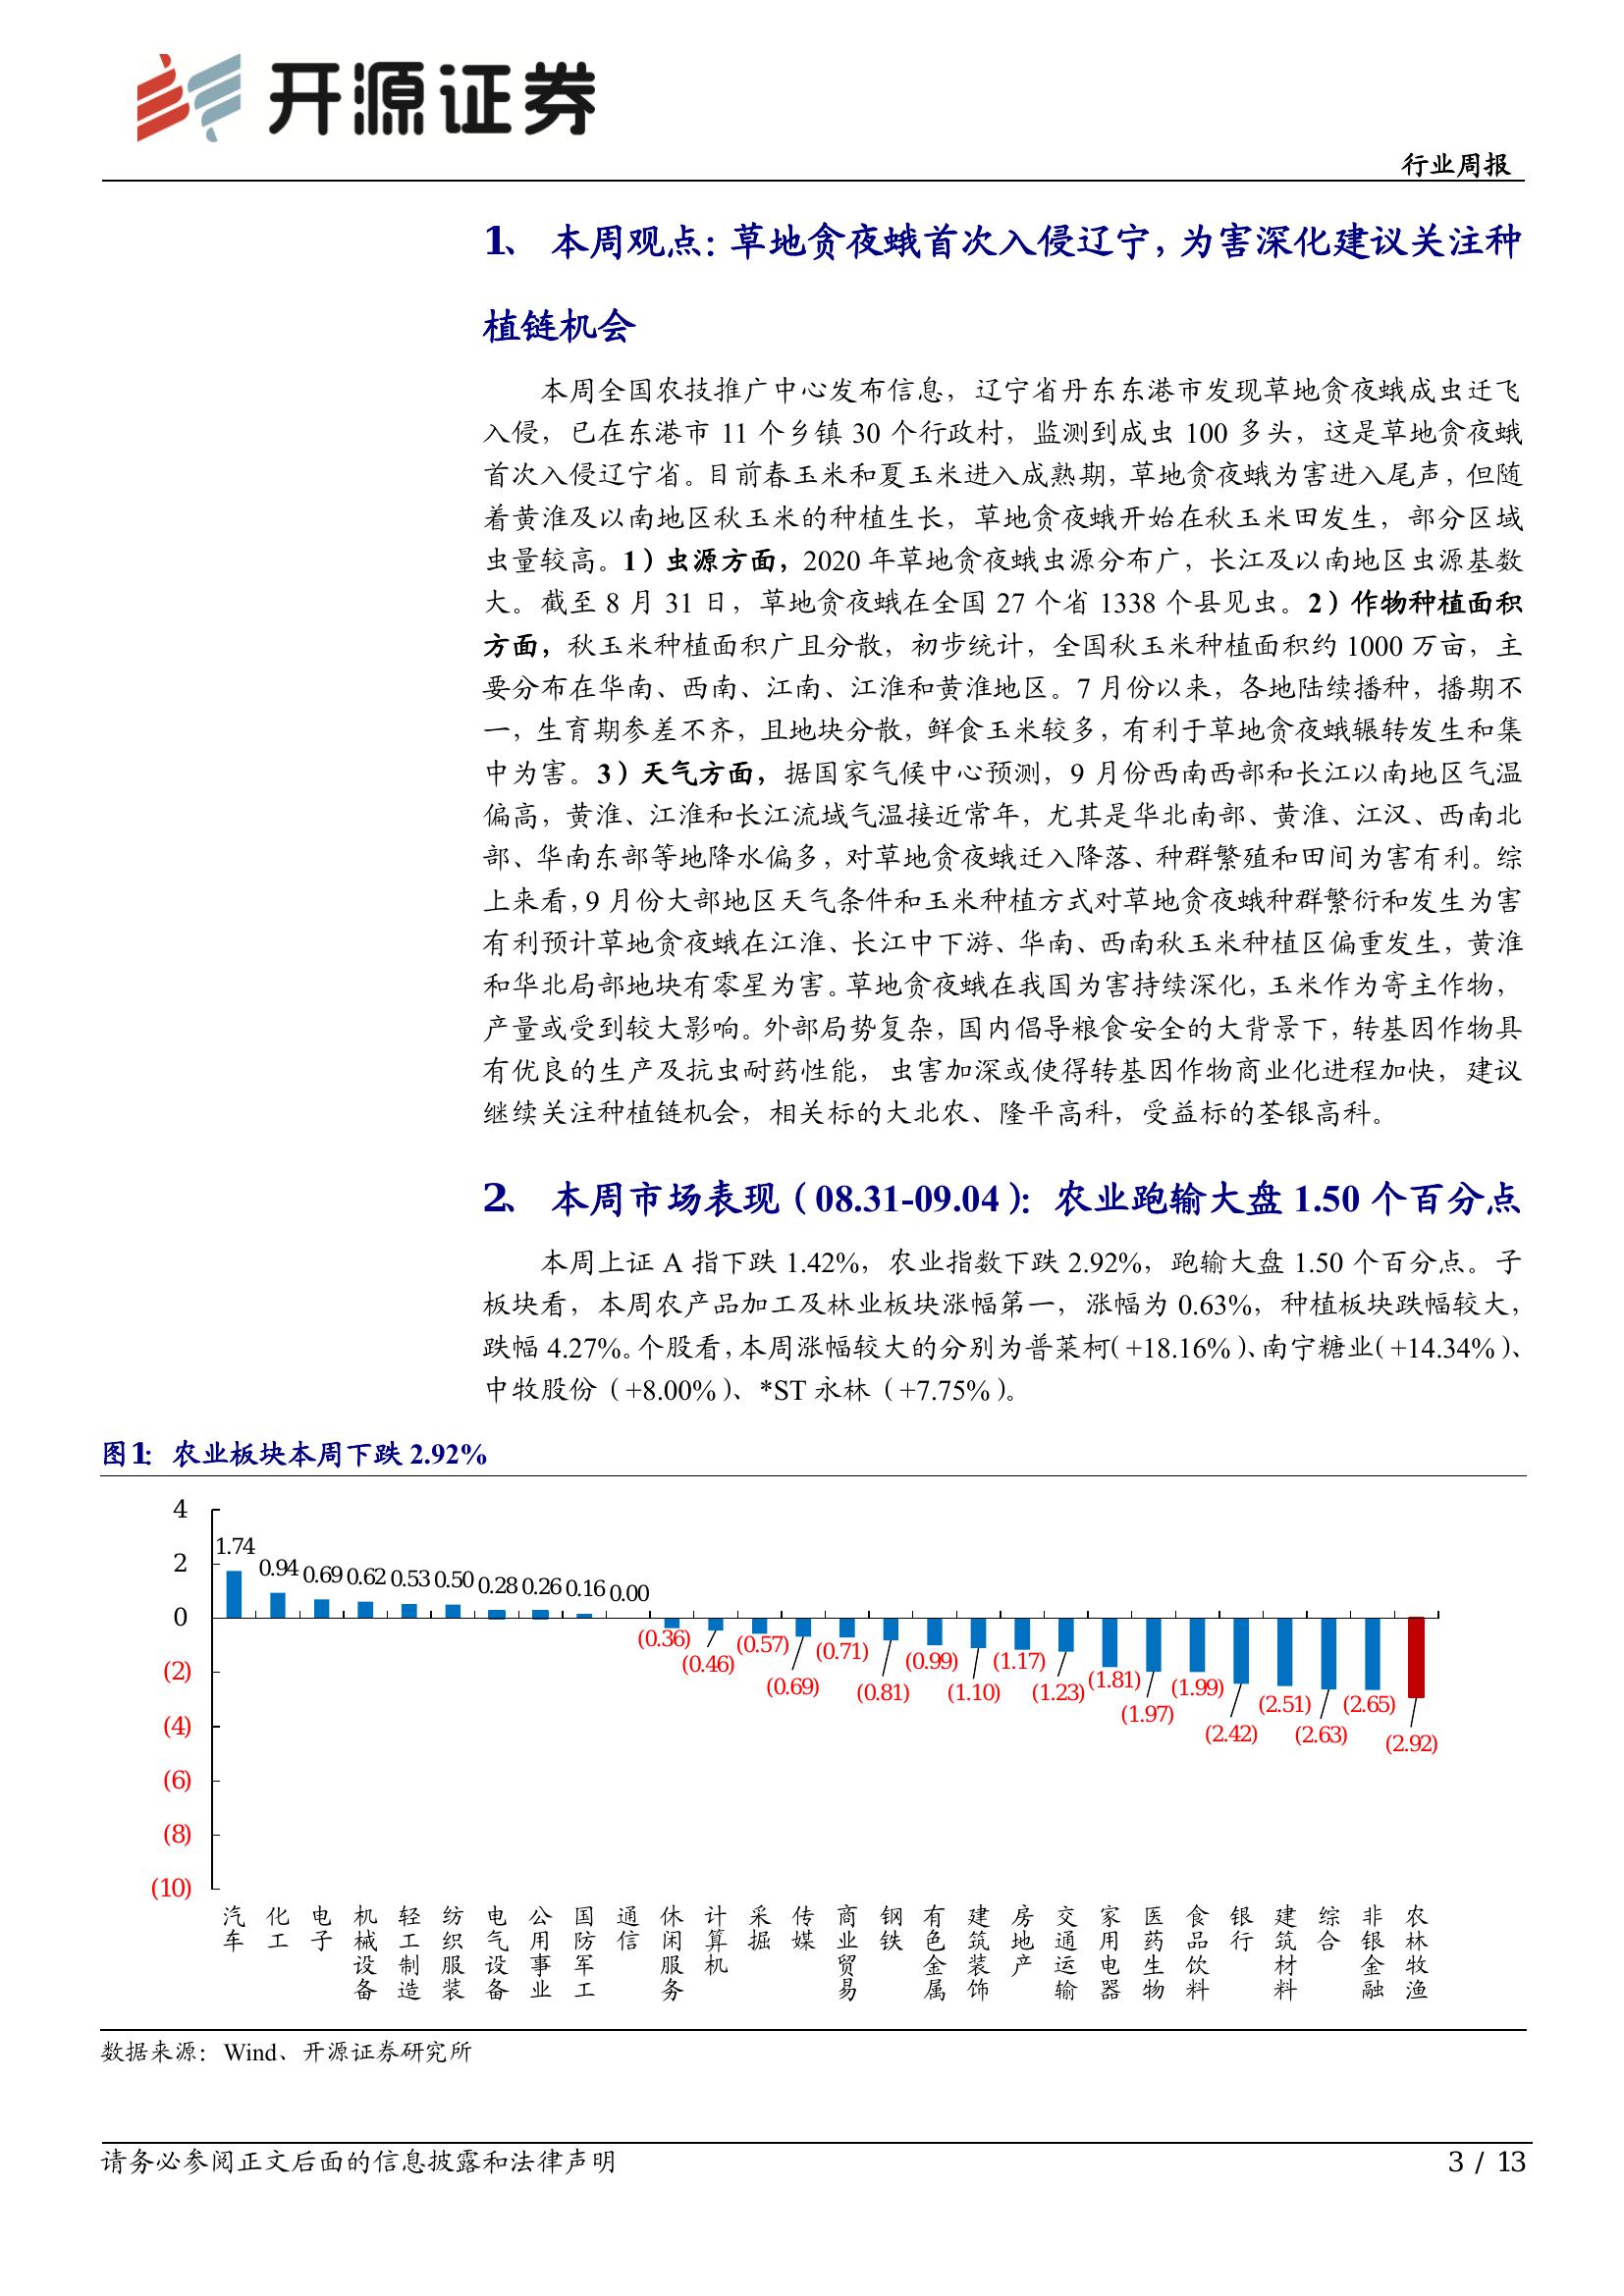 开源证券
行业周报
1、 本周观点：草地贪夜蛾首次入侵辽宁，为害深化建议关注种
植链机会
本周全国农技推广中心发布信息，辽宁省丹东东港市发现草地贪夜蛾成虫迁飞
入侵，已在东港市 11 个乡镇 30 个行政村，监测到成虫 100 多头，这是草地贪夜蛾
首次入侵辽宁省。目前春玉米和夏玉米进入成熟期，草地贪夜蛾为害进入尾声，但随
着黄淮及以南地区秋玉米的种植生长，草地贪夜蛾开始在秋玉米田发生，部分区域
虫量较高。1）虫源方面，2020 年草地贪夜蛾虫源分布广，长江及以南地区虫源基数
大。截至 8 月 31 日，草地贪夜蛾在全国 27 个省 1338 个县见虫。2）作物种植面积
方面，秋玉米种植面积广且分散，初步统计，全国秋玉米种植面积约 1000 万亩，主
要分布在华南、西南、江南、江淮和黄淮地区。7 月份以来，各地陆续播种，播期不
一，生育期参差不齐，且地块分散，鲜食玉米较多，有利于草地贪夜蛾辗转发生和集
中为害。3）天气方面，据国家气候中心预测，9 月份西南西部和长江以南地区气温
偏高，黄淮、江淮和长江流域气温接近常年，尤其是华北南部、黄淮、江汉、西南北
部、华南东部等地降水偏多，对草地贪夜蛾迁入降落、种群繁殖和田间为害有利。综
上来看，9 月份大部地区天气条件和玉米种植方式对草地贪夜蛾种群繁衍和发生为害
有利预计草地贪夜蛾在江淮、长江中下游、华南、西南秋玉米种植区偏重发生，黄淮
和华北局部地块有零星为害。草地贪夜蛾在我国为害持续深化，玉米作为寄主作物，
产量或受到较大影响。外部局势复杂，国内倡导粮食安全的大背景下，转基因作物具
有优良的生产及抗虫耐药性能，虫害加深或使得转基因作物商业化进程加快，建议
继续关注种植链机会，相关标的大北农、隆平高科，受益标的荃银高科。
2、 本周市场表现（08.31-09.04）：农业跑输大盘 1.50 个百分点
本周上证 A 指下跌 1.42%，农业指数下跌 2.92%，跑输大盘 1.50 个百分点。子
板块看，本周农产品加工及林业板块涨幅第一，涨幅为 0.63%，种植板块跌幅较大，
跌幅 4.27%。个股看，本周涨幅较大的分别为普莱柯（+18.16%）、南宁糖业（+14.34%）、
中牧股份（+8.00%）、*ST 永林（+7.75%）。
图1： 农业板块本周下跌 2.92%
4
2
0
(2)
(4)
(6)
(8)
(10)
1.74 0.94 0.69 0.62 0.53 0.50 0.28 0.26 0.16 0.00
(0.36) (0.46) (0.57) (0.69) (0.71) (0.81) (0.99) (1.10) (1.17) (1.23) (1.81) (1.97) (1.99) (2.42) (2.51) (2.63) (2.65) (2.92)
汽车 化工 电子 机械设备 轻工制造 纺织服装 电气设备 公用事业 国防军工 通信 休闲服务 计算机 采掘 传媒 商业贸易 钢铁 有色金属 建筑装饰 房地产 交通运输 家用电器 医药生物 食品饮料 银行 建筑材料 综合 非银金融 农林牧渔
数据来源：Wind、开源证券研究所
请务必参阅正文后面的信息披露和法律声明
3 / 13